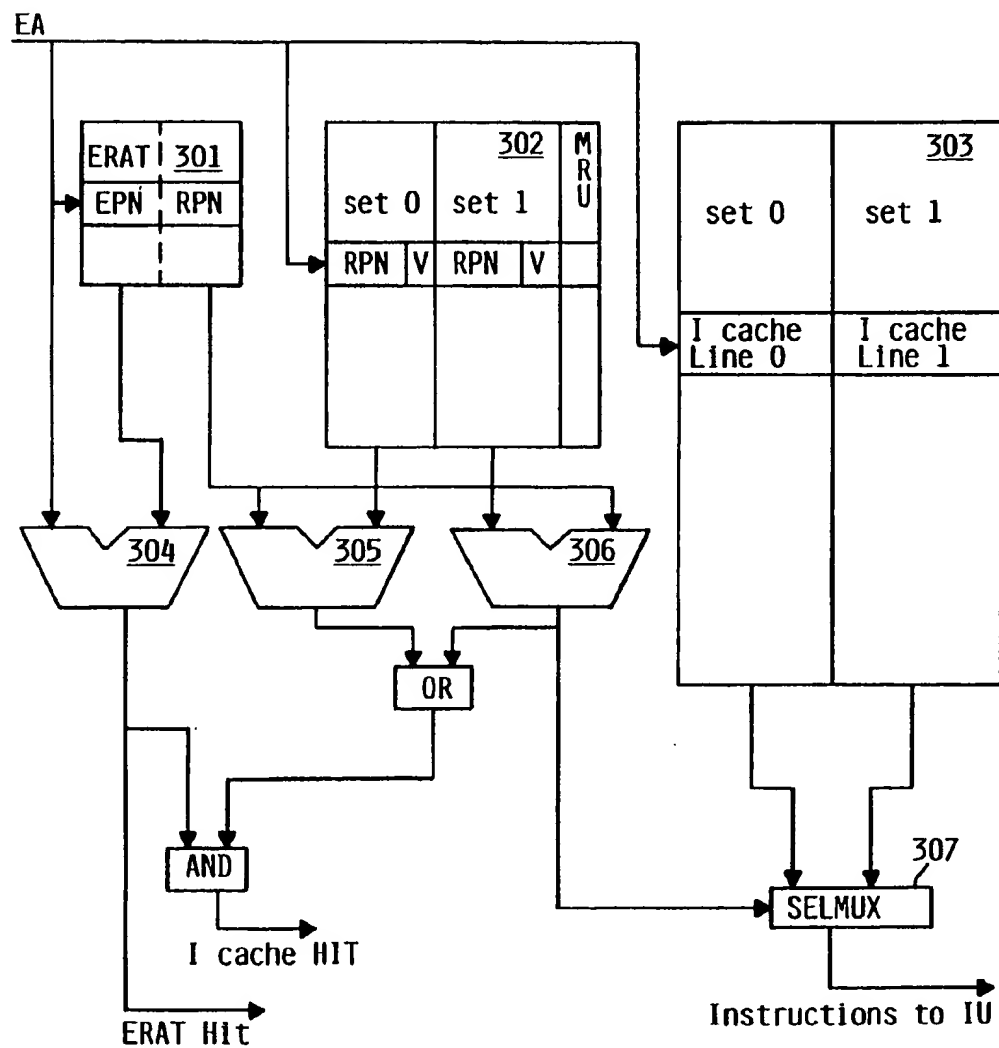 EA
ERAT 301
EPN RPN
302
MRU
set 0 set 1
RPN V RPN V
303
set 0 set 1
I cache Line 0
I cache Line 1
304
305
306
OR
AND
I cache HIT
ERAT Hit
307
SELMUX
Instructions to IU